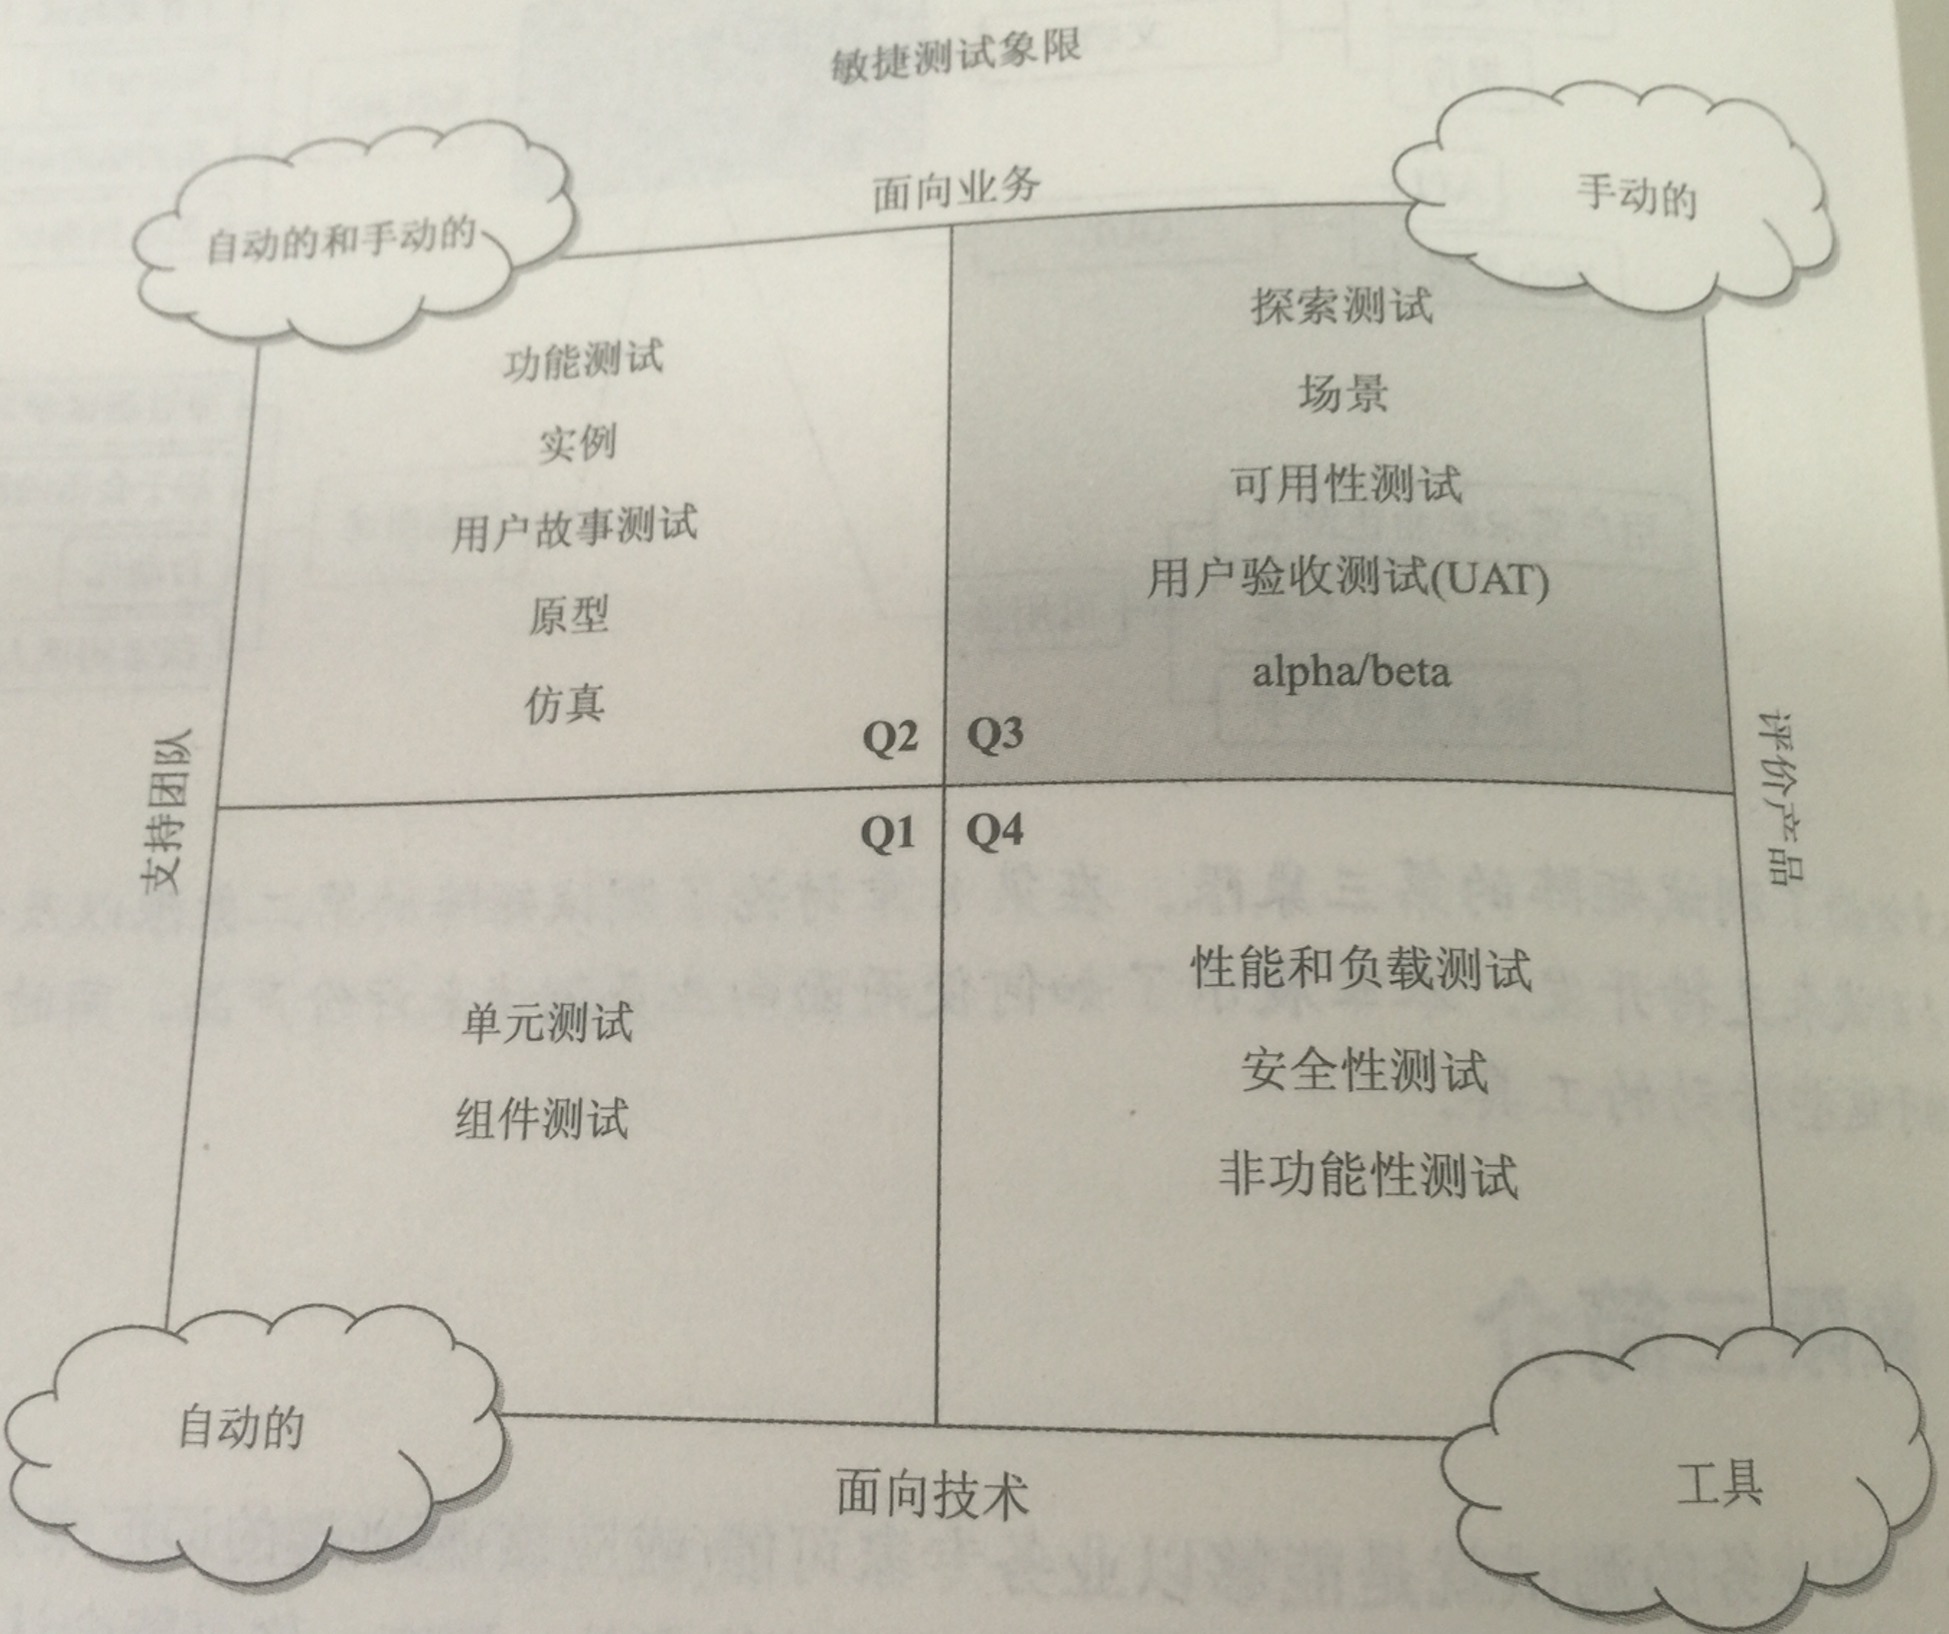 敏捷测试象限
面向业务
自动的和手动的
手动的
功能测试
实例
用户故事测试
原型
仿真
Q2
探索测试
场景
可用性测试
用户验收测试(UAT)
alpha/beta
Q3
支持团队
评价产品
Q1
单元测试
组件测试
Q4
性能和负载测试
安全性测试
非功能性测试
自动的
工具
面向技术